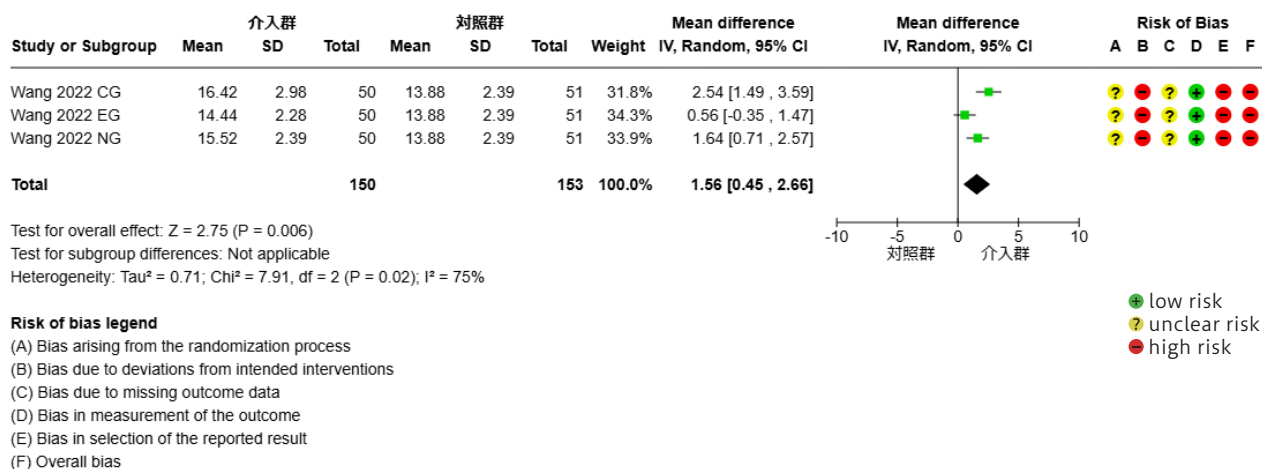 介入群 対照群 Mean difference Mean difference Risk of Bias
Study or Subgroup Mean SD Total Mean SD Total Weight IV, Random, 95% CI IV, Random, 95% CI A B C D E F
Wang 2022 CG 16.42 2.98 50 13.88 2.39 51 31.8% 2.54 [1.49 , 3.59] ? − ? + − −
Wang 2022 EG 14.44 2.28 50 13.88 2.39 51 34.3% 0.56 [-0.35 , 1.47] ? − ? + − −
Wang 2022 NG 15.52 2.39 50 13.88 2.39 51 33.9% 1.64 [0.71 , 2.57] ? − ? + − −
Total 150 153 100.0% 1.56 [0.45 , 2.66]
Test for overall effect: Z = 2.75 (P = 0.006)
-10 -5 0 5 10
Test for subgroup differences: Not applicable
対照群 介入群
Heterogeneity: Tau² = 0.71; Chi² = 7.91, df = 2 (P = 0.02); I² = 75%
+ low risk
? unclear risk
− high risk
Risk of bias legend
(A) Bias arising from the randomization process
(B) Bias due to deviations from intended interventions
(C) Bias due to missing outcome data
(D) Bias in measurement of the outcome
(E) Bias in selection of the reported result
(F) Overall bias